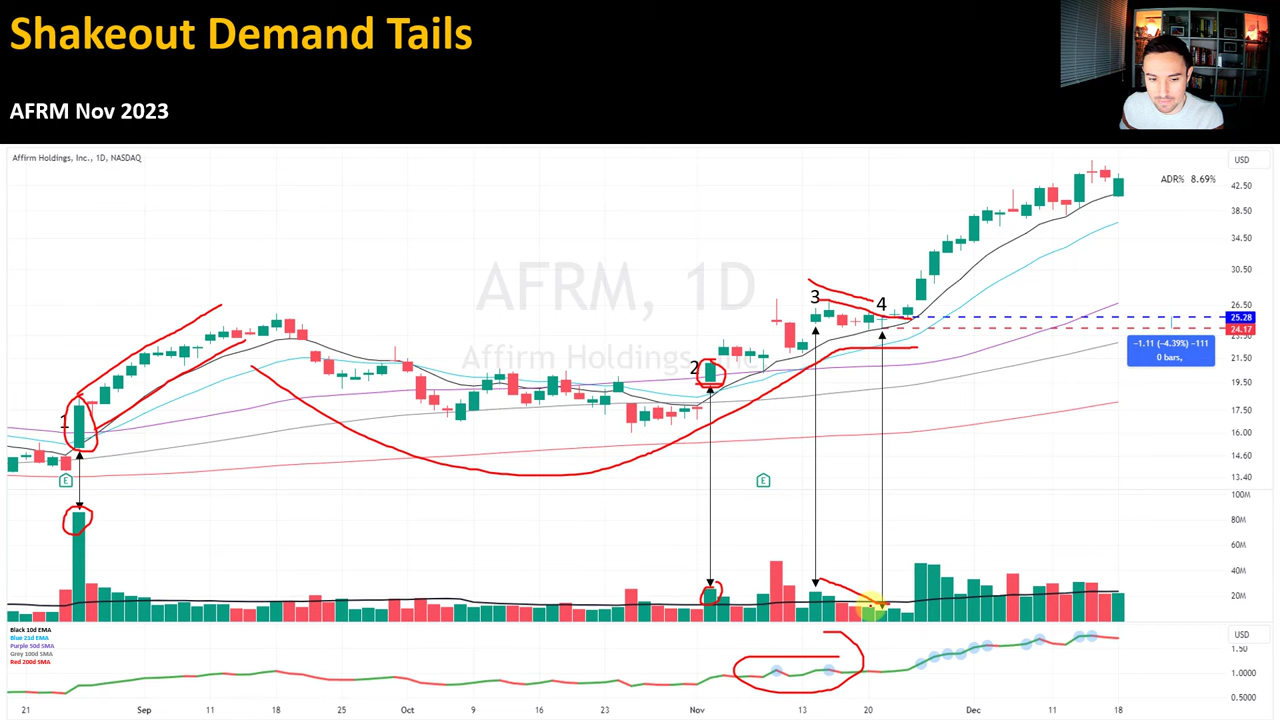 Shakeout Demand Tails
AFRM Nov 2023
Affirm Holdings, Inc., 1D, NASDAQ
USD
ADR% 8.69%
42.50
38.50
34.50
30.50
26.50
25.28
24.17
21.50
19.50
17.50
16.00
14.60
13.40
AFRM, 1D
Affirm Holdings
1
2
3
4
−1.11 (−4.39%) −111
0 bars,
E
E
100M
80M
60M
40M
20M
Black 10d EMA
Blue 21d EMA
Purple 50d SMA
Grey 100d SMA
Red 200d SMA
USD
1.50
1.0000
0.5000
21
Sep
11
18
25
Oct
9
16
23
Nov
13
20
Dec
11
18